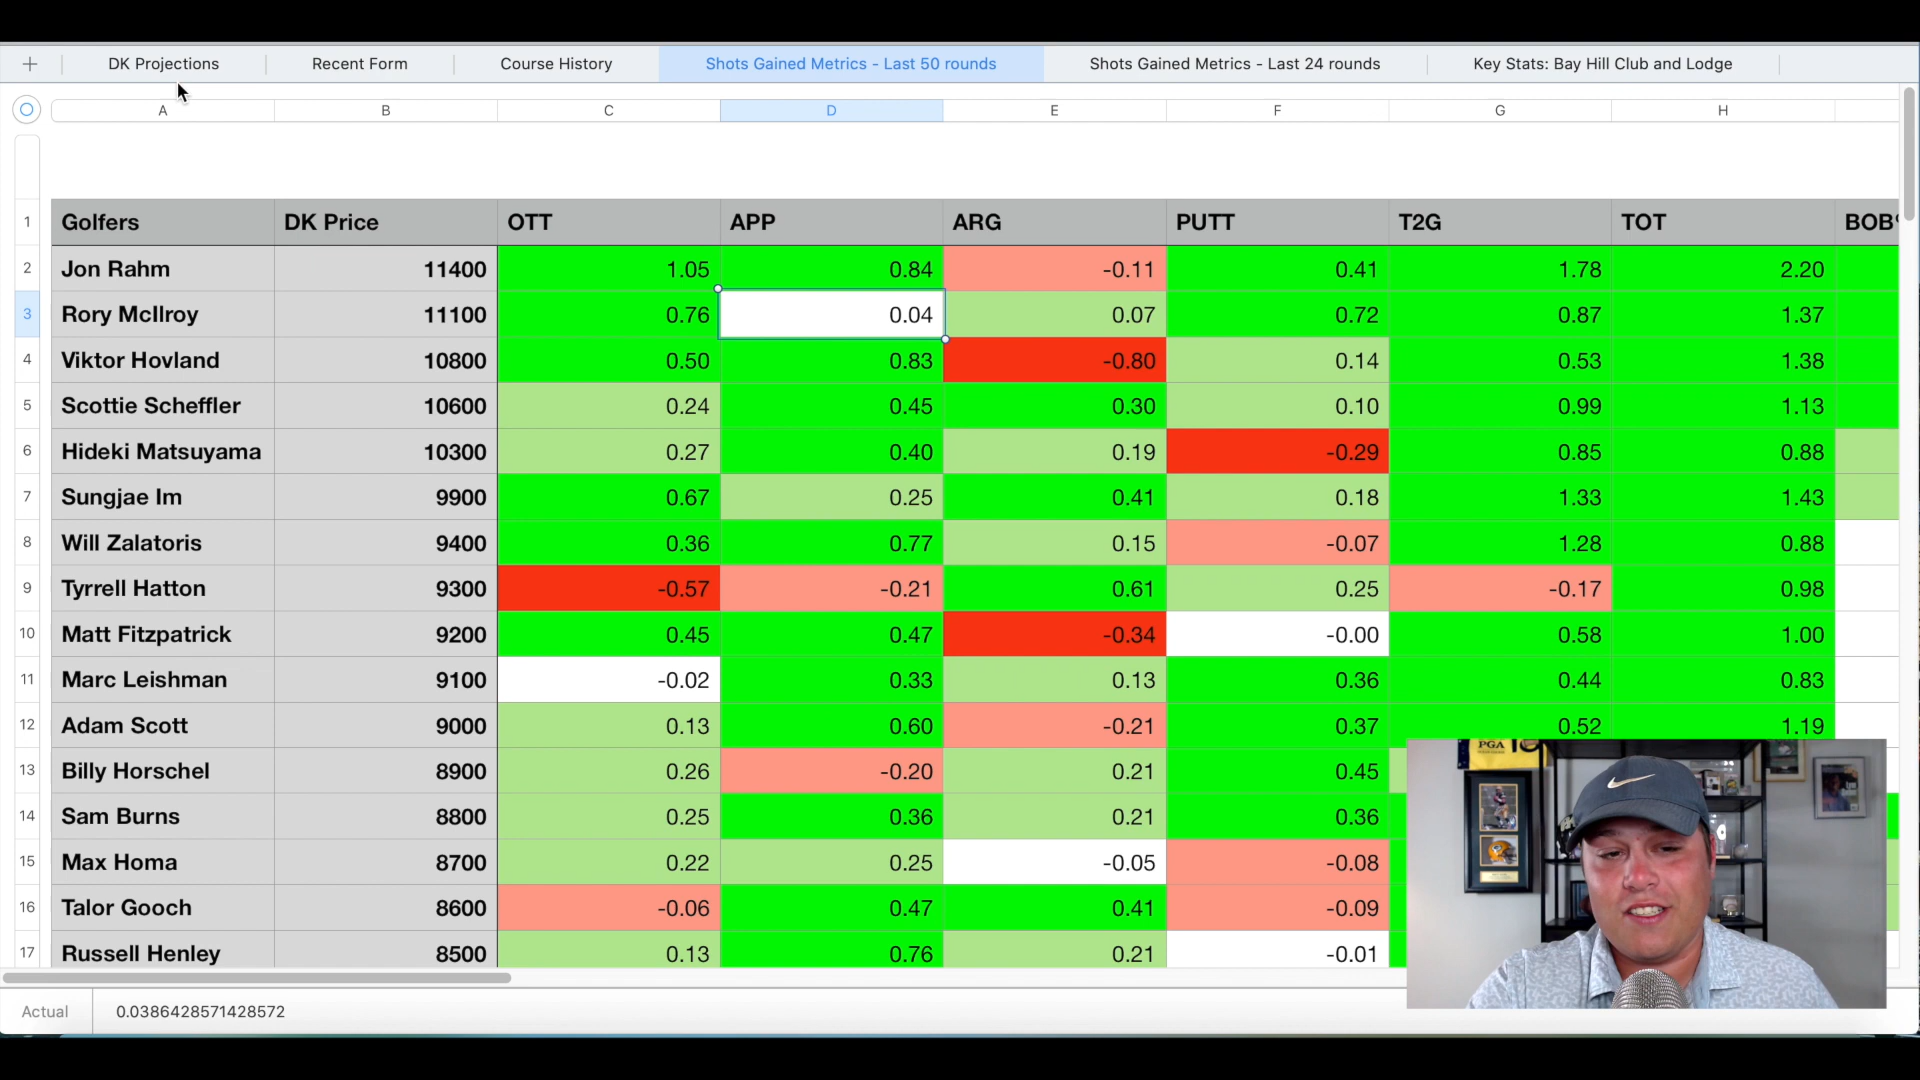 DK Projections Recent Form Course History Shots Gained Metrics - Last 50 rounds Shots Gained Metrics - Last 24 rounds Key Stats: Bay Hill Club and Lodge
A B C D E F G H
1 Golfers DK Price OTT APP ARG PUTT T2G TOT BOB%
2 Jon Rahm 11400 1.05 0.84 -0.11 0.41 1.78 2.20
3 Rory McIlroy 11100 0.76 0.04 0.07 0.72 0.87 1.37
4 Viktor Hovland 10800 0.50 0.83 -0.80 0.14 0.53 1.38
5 Scottie Scheffler 10600 0.24 0.45 0.30 0.10 0.99 1.13
6 Hideki Matsuyama 10300 0.27 0.40 0.19 -0.29 0.85 0.88
7 Sungjae Im 9900 0.67 0.25 0.41 0.18 1.33 1.43
8 Will Zalatoris 9400 0.36 0.77 0.15 -0.07 1.28 0.88
9 Tyrrell Hatton 9300 -0.57 -0.21 0.61 0.25 -0.17 0.98
10 Matt Fitzpatrick 9200 0.45 0.47 -0.34 -0.00 0.58 1.00
11 Marc Leishman 9100 -0.02 0.33 0.13 0.36 0.44 0.83
12 Adam Scott 9000 0.13 0.60 -0.21 0.37 0.52 1.19
13 Billy Horschel 8900 0.26 -0.20 0.21 0.45
14 Sam Burns 8800 0.25 0.36 0.21 0.36
15 Max Homa 8700 0.22 0.25 -0.05 -0.08
16 Talor Gooch 8600 -0.06 0.47 0.41 -0.09
17 Russell Henley 8500 0.13 0.76 0.21 -0.01
PGA
Actual 0.0386428571428572